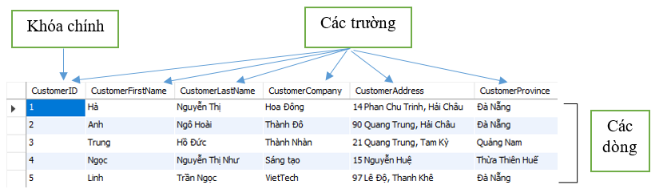 Khóa chính
Các trường
CustomerID CustomerFirstName CustomerLastName CustomerCompany CustomerAddress CustomerProvince
1 Hà Nguyễn Thị Hoa Đông 14 Phan Chu Trinh, Hải Châu Đà Nẵng
2 Anh Ngô Hoài Thành Đô 90 Quang Trung, Hải Châu Đà Nẵng
3 Trung Hồ Đức Thành Nhàn 21 Quang Trung, Tam Kỳ Quảng Nam
4 Ngọc Nguyễn Thị Như Sáng tạo 15 Nguyễn Huệ Thừa Thiên Huế
5 Linh Trần Ngọc VietTech 97 Lê Độ, Thanh Khê Đà Nẵng
Các
dòng